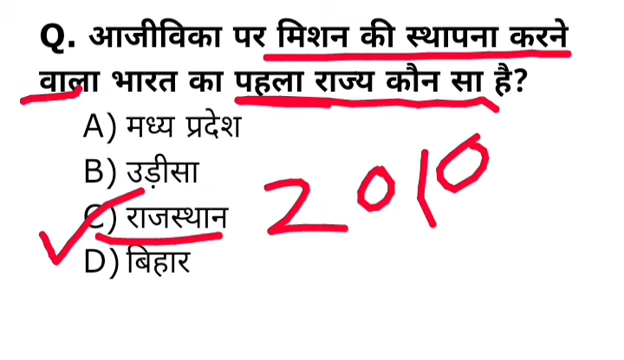 Q. आजीविका पर मिशन की स्थापना करने
वाला भारत का पहला राज्य कौन सा है?
A) मध्य प्रदेश
B) उड़ीसा
C) राजस्थान
D) बिहार
2010